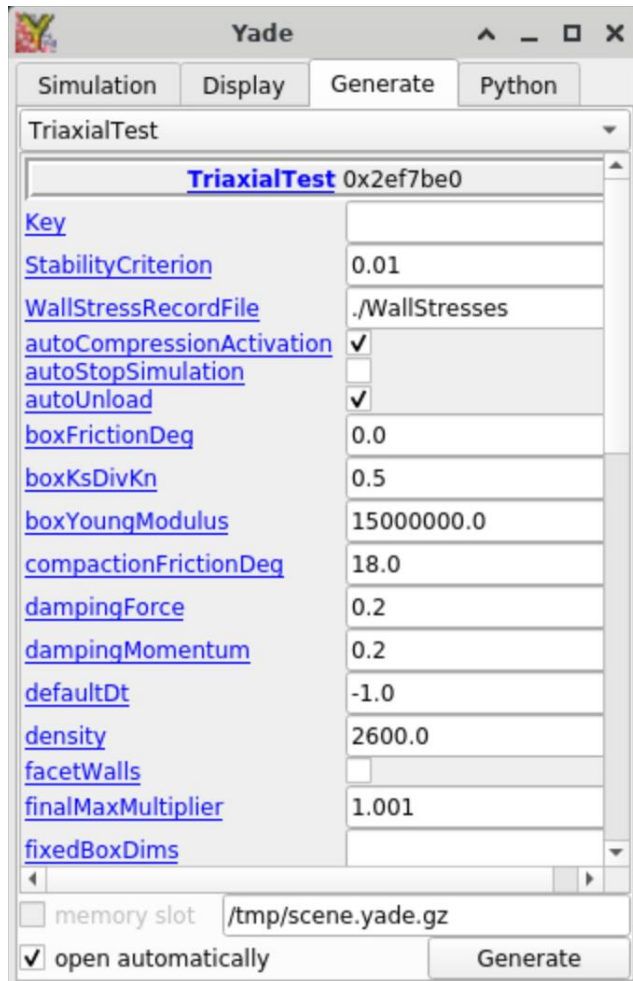 Yade
Simulation Display Generate Python
TriaxialTest
TriaxialTest 0x2ef7be0
Key
StabilityCriterion 0.01
WallStressRecordFile ./WallStresses
autoCompressionActivation
autoStopSimulation
autoUnload
boxFrictionDeg 0.0
boxKsDivKn 0.5
boxYoungModulus 15000000.0
compactionFrictionDeg 18.0
dampingForce 0.2
dampingMomentum 0.2
defaultDt -1.0
density 2600.0
facetWalls
finalMaxMultiplier 1.001
fixedBoxDims
memory slot /tmp/scene.yade.gz
open automatically Generate